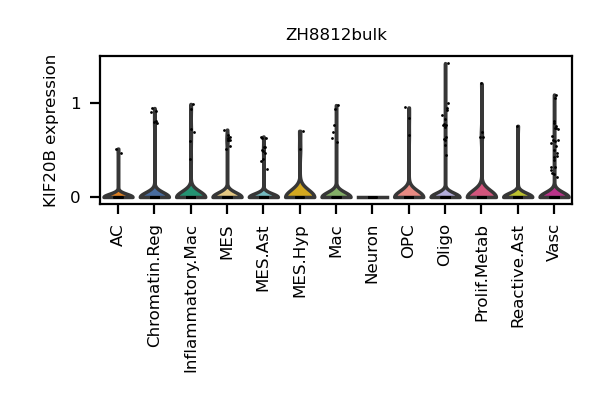 ZH8812bulk
KIF20B expression
1
0
AC
Chromatin.Reg
Inflammatory.Mac
MES
MES.Ast
MES.Hyp
Mac
Neuron
OPC
Oligo
Prolif.Metab
Reactive.Ast
Vasc